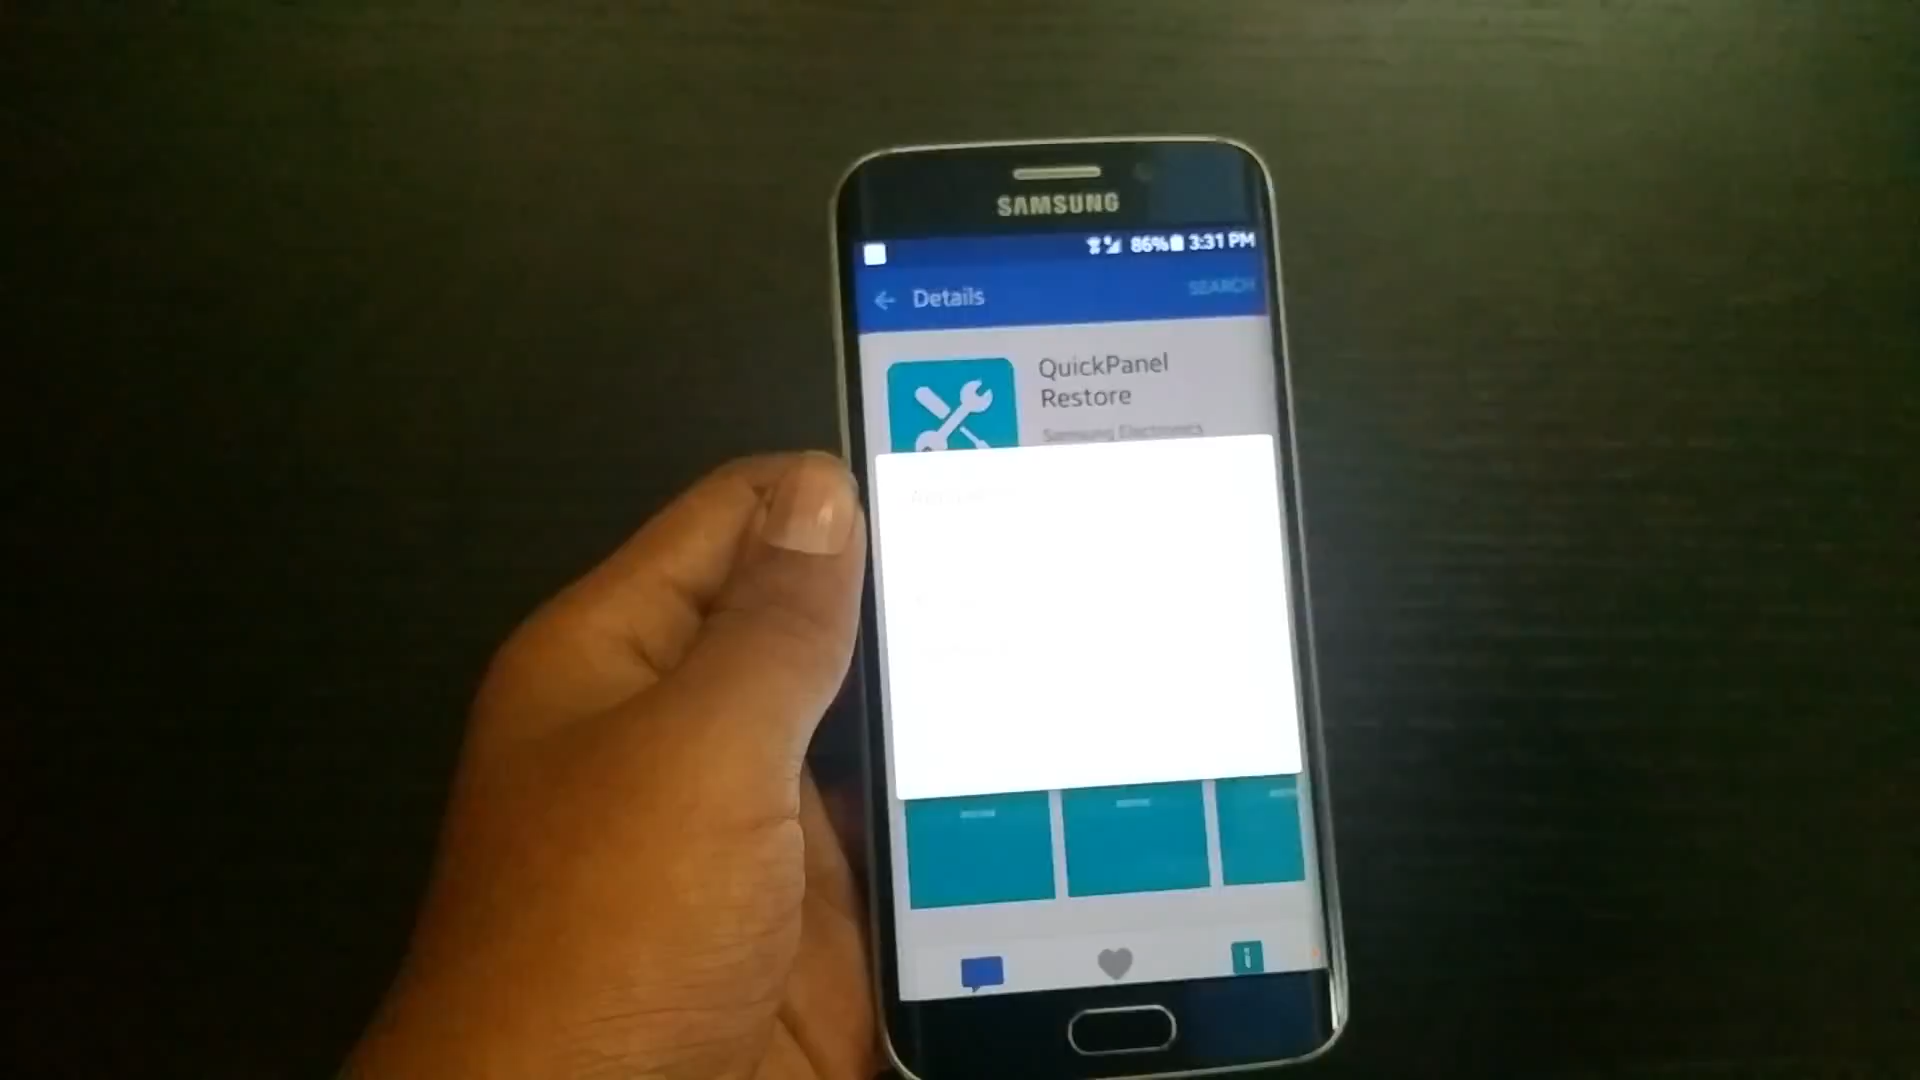 SAMSUNG
86% 3:31 PM
Details
SEARCH
QuickPanel
Restore
Samsung Electronics